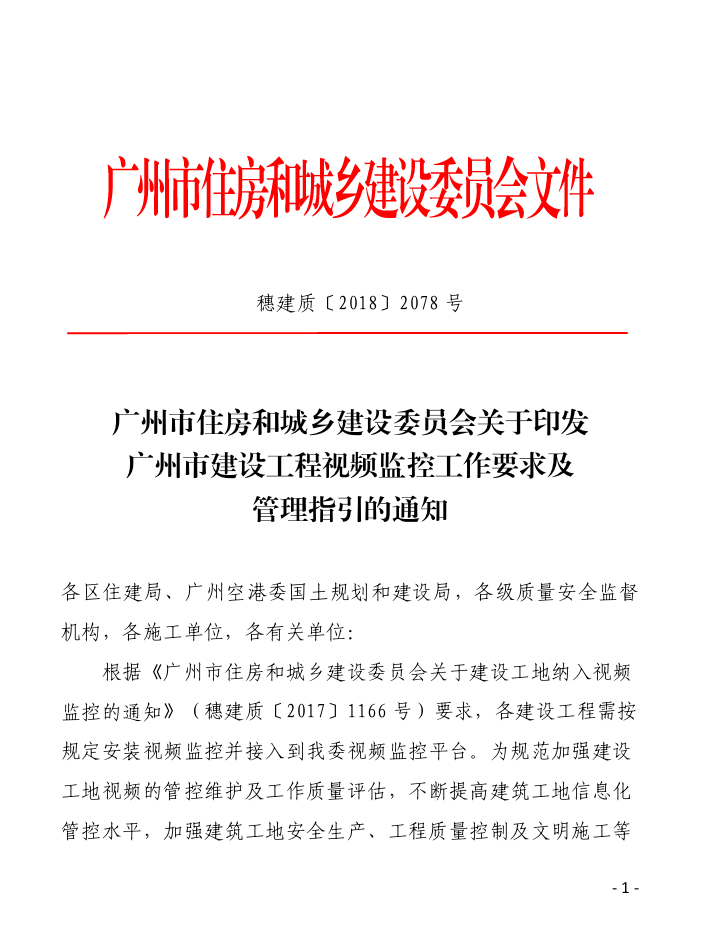 广州市住房和城乡建设委员会文件
穗建质〔2018〕2078 号
广州市住房和城乡建设委员会关于印发
广州市建设工程视频监控工作要求及
管理指引的通知
各区住建局、广州空港委国土规划和建设局，各级质量安全监督
机构，各施工单位，各有关单位：
根据《广州市住房和城乡建设委员会关于建设工地纳入视频
监控的通知》（穗建质〔2017〕1166 号）要求，各建设工程需按
规定安装视频监控并接入到我委视频监控平台。为规范加强建设
工地视频的管控维护及工作质量评估，不断提高建筑工地信息化
管控水平，加强建筑工地安全生产、工程质量控制及文明施工等
- 1 -